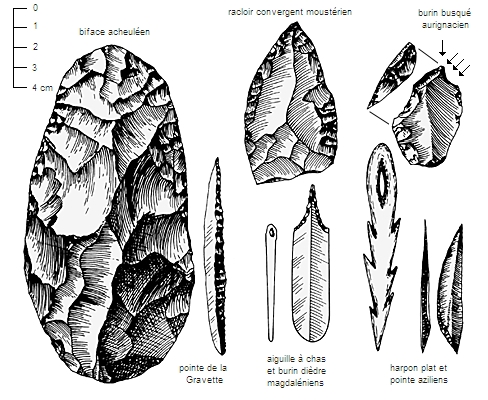 0
1
2
3
4 cm
biface acheuléen
racloir convergent moustérien
burin busqué
aurignacien
pointe de la
Gravette
aiguille à chas
et burin dièdre
magdaléniens
harpon plat et
pointe aziliens